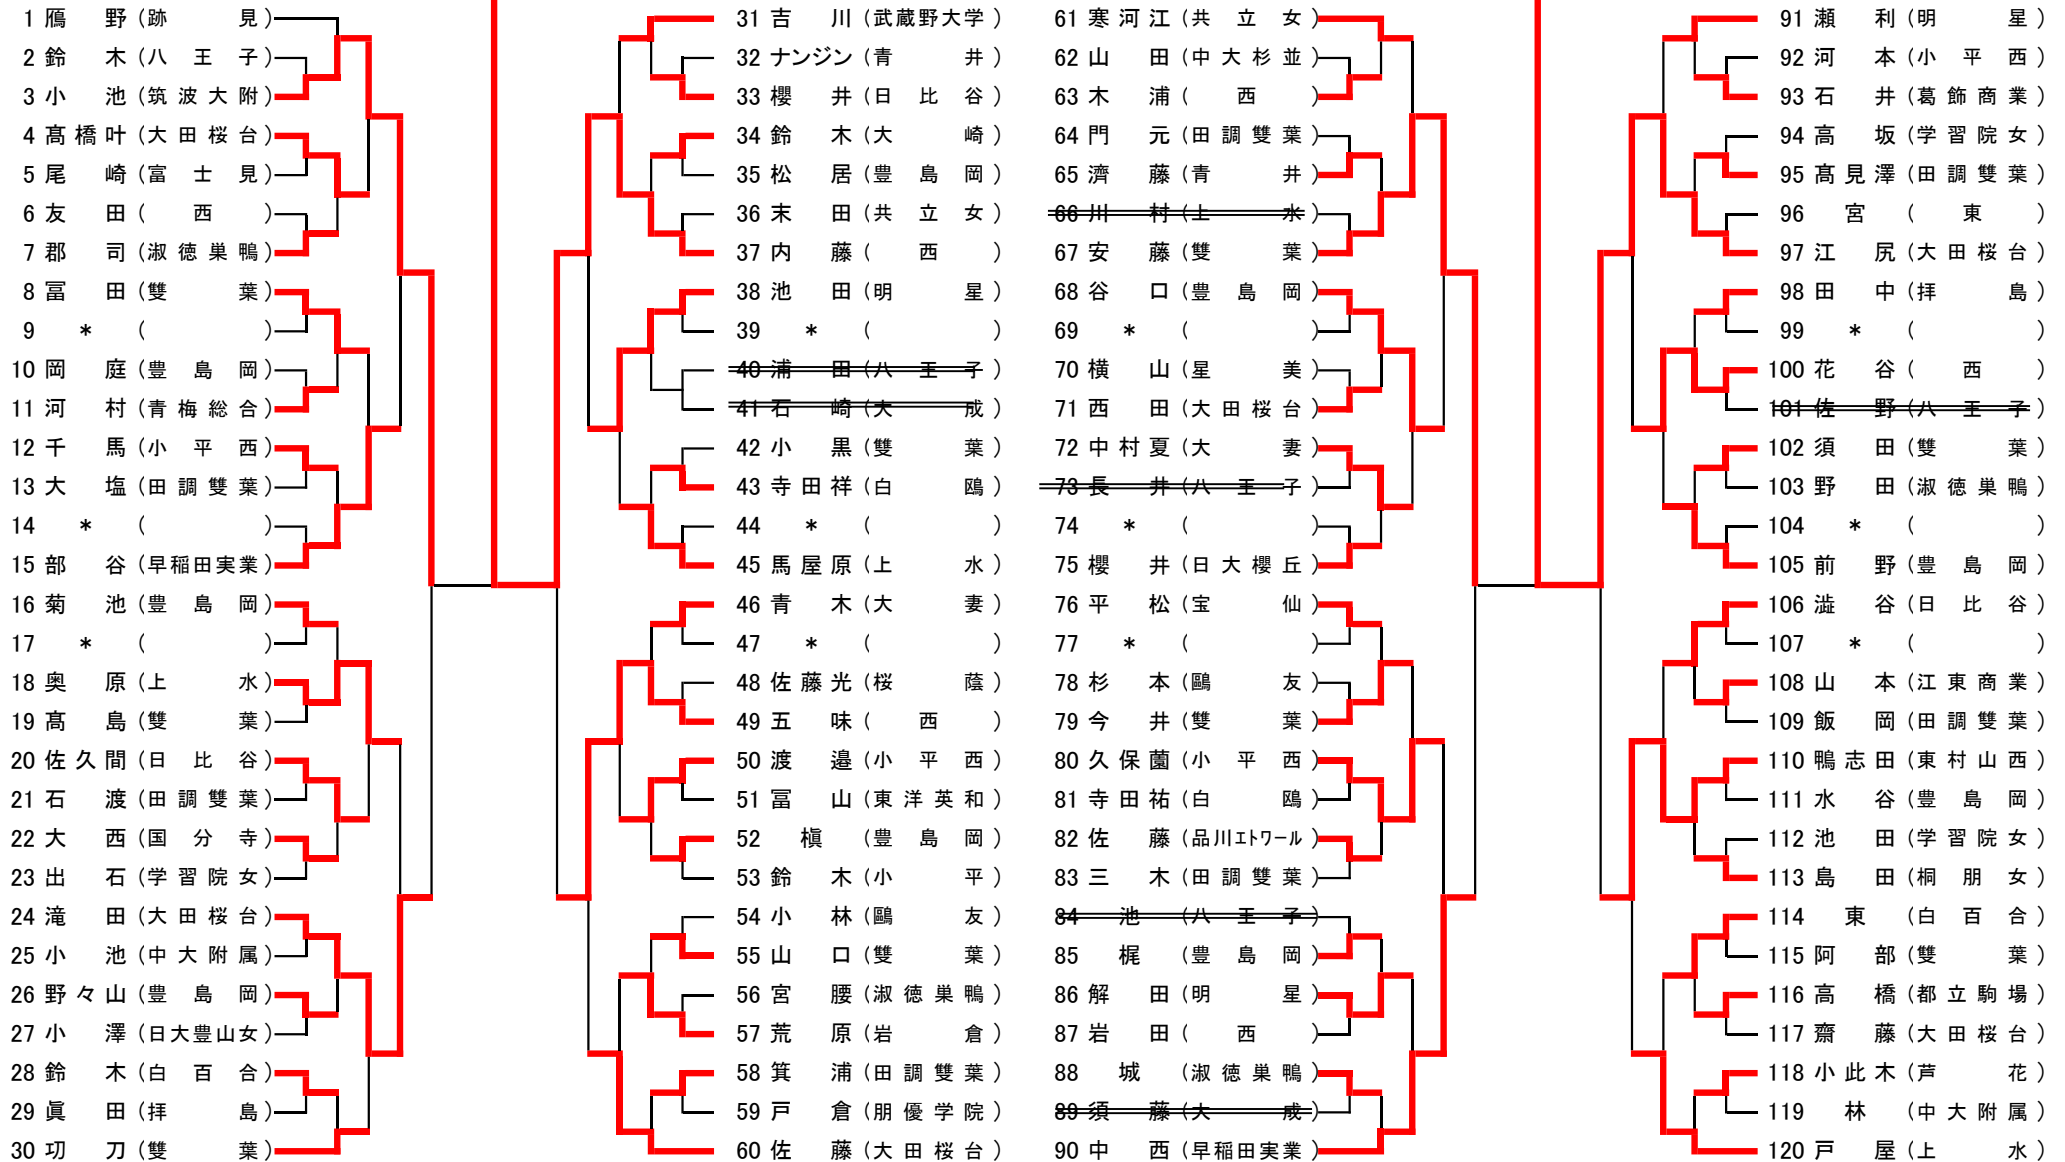 1 鴈野 (跡見)
2 鈴木 (八王子)
3 小池 (筑波大附)
4 髙橋叶 (大田桜台)
5 尾崎 (富士見)
6 友田 (西)
7 郡司 (淑徳巣鴨)
8 冨田 (雙葉)
9 * ( )
10 岡庭 (豊島岡)
11 河村 (青梅総合)
12 千馬 (小平西)
13 大塩 (田調雙葉)
14 * ( )
15 部谷 (早稲田実業)
16 菊池 (豊島岡)
17 * ( )
18 奥原 (上水)
19 髙島 (雙葉)
20 佐久間 (日比谷)
21 石渡 (田調雙葉)
22 大西 (国分寺)
23 出石 (学習院女)
24 滝田 (大田桜台)
25 小池 (中大附属)
26 野々山 (豊島岡)
27 小澤 (日大豊山女)
28 鈴木 (白百合)
29 眞田 (拝島)
30 切刀 (雙葉)
31 吉川 (武蔵野大学)
32 ナンジン (青井)
33 櫻井 (日比谷)
34 鈴木 (大崎)
35 松居 (豊島岡)
36 末田 (共立女)
37 内藤 (西)
38 池田 (明星)
39 * ( )
40 浦田 (八王子)
41 石崎 (大成)
42 小黒 (雙葉)
43 寺田祥 (白鴎)
44 * ( )
45 馬屋原 (上水)
46 青木 (大妻)
47 * ( )
48 佐藤光 (桜蔭)
49 五味 (西)
50 渡邉 (小平西)
51 冨山 (東洋英和)
52 槇 (豊島岡)
53 鈴木 (小平)
54 小林 (鷗友)
55 山口 (雙葉)
56 宮腰 (淑徳巣鴨)
57 荒原 (岩倉)
58 箕浦 (田調雙葉)
59 戸倉 (朋優学院)
60 佐藤 (大田桜台)
61 寒河江 (共立女)
62 山田 (中大杉並)
63 木浦 (西)
64 門元 (田調雙葉)
65 濟藤 (青井)
66 川村 (上水)
67 安藤 (雙葉)
68 谷口 (豊島岡)
69 * ( )
70 横山 (星美)
71 西田 (大田桜台)
72 中村夏 (大妻)
73 長井 (八王子)
74 * ( )
75 櫻井 (日大櫻丘)
76 平松 (宝仙)
77 * ( )
78 杉本 (鷗友)
79 今井 (雙葉)
80 久保薗 (小平西)
81 寺田祐 (白鴎)
82 佐藤 (品川エトワール)
83 三木 (田調雙葉)
84 池 (八王子)
85 梶 (豊島岡)
86 解田 (明星)
87 岩田 (西)
88 城 (淑徳巣鴨)
89 須藤 (大成)
90 中西 (早稲田実業)
91 瀬利 (明星)
92 河本 (小平西)
93 石井 (葛飾商業)
94 高坂 (学習院女)
95 髙見澤 (田調雙葉)
96 宮 (東)
97 江尻 (大田桜台)
98 田中 (拝島)
99 * ( )
100 花谷 (西)
101 佐野 (八王子)
102 須田 (雙葉)
103 野田 (淑徳巣鴨)
104 * ( )
105 前野 (豊島岡)
106 澁谷 (日比谷)
107 * ( )
108 山本 (江東商業)
109 飯岡 (田調雙葉)
110 鴨志田 (東村山西)
111 水谷 (豊島岡)
112 池田 (学習院女)
113 島田 (桐朋女)
114 東 (白百合)
115 阿部 (雙葉)
116 高橋 (都立駒場)
117 齋藤 (大田桜台)
118 小此木 (芦花)
119 林 (中大附属)
120 戸屋 (上水)